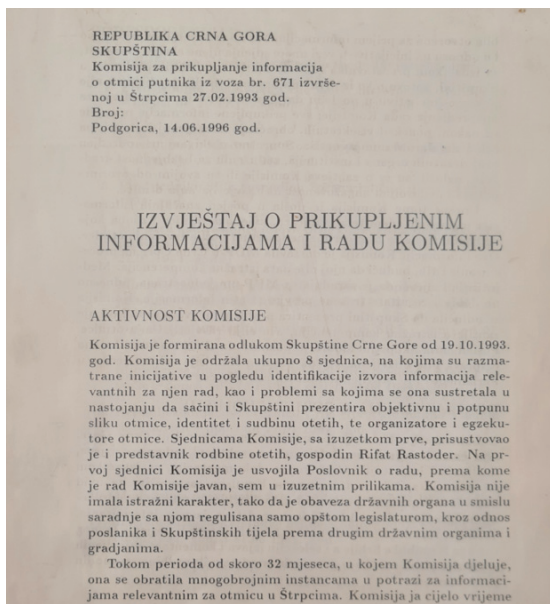 REPUBLIKA CRNA GORA
SKUPŠTINA
Komisija za prikupljanje informacija
o otmici putnika iz voza br. 671 izvrše-
noj u Štrpcima 27.02.1993 god.
Broj:
Podgorica, 14.06.1996 god.
IZVJEŠTAJ O PRIKUPLJENIM
INFORMACIJAMA I RADU KOMISIJE
AKTIVNOST KOMISIJE
Komisija je formirana odlukom Skupštine Crne Gore od 19.10.1993.
god. Komisija je održala ukupno 8 sjednica, na kojima su razma-
trane inicijative u pogledu identifikacije izvora informacija rele-
vantnih za njen rad, kao i problemi sa kojima se ona sustretala u
nastojanju da sačini i Skupštini prezentira objektivnu i potpunu
sliku otmice, identitet i sudbinu otetih, te organizatore i egzeku-
tore otmice. Sjednicama Komisije, sa izuzetkom prve, prisustvovao
je i predstavnik rodbine otetih, gospodin Rifat Rastoder. Na pr-
voj sjednici Komisija je usvojila Poslovnik o radu, prema kome
je rad Komisije javan, sem u izuzetnim prilikama. Komisija nije
imala istražni karakter, tako da je obaveza državnih organa u smislu
saradnje sa njom regulisana samo opštom legislaturom, kroz odnos
poslanika i Skupštinskih tijela prema drugim državnim organima i
gradjanima.
Tokom perioda od skoro 32 mjeseca, u kojem Komisija djeluje,
ona se obratila mnogobrojnim instancama u potrazi za informaci-
jama relevantnim za otmicu u Štrpcima. Komisija ja cijelo vrijeme